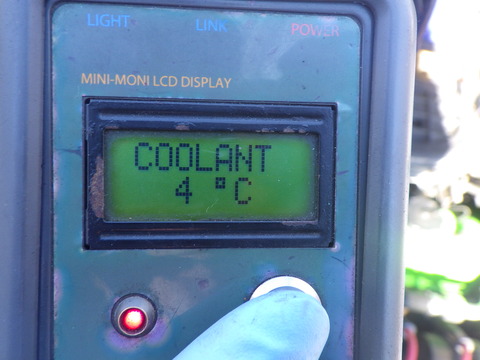 LIGHT LINK POWER
MINI-MONI LCD DISPLAY
COOLANT
4 °C